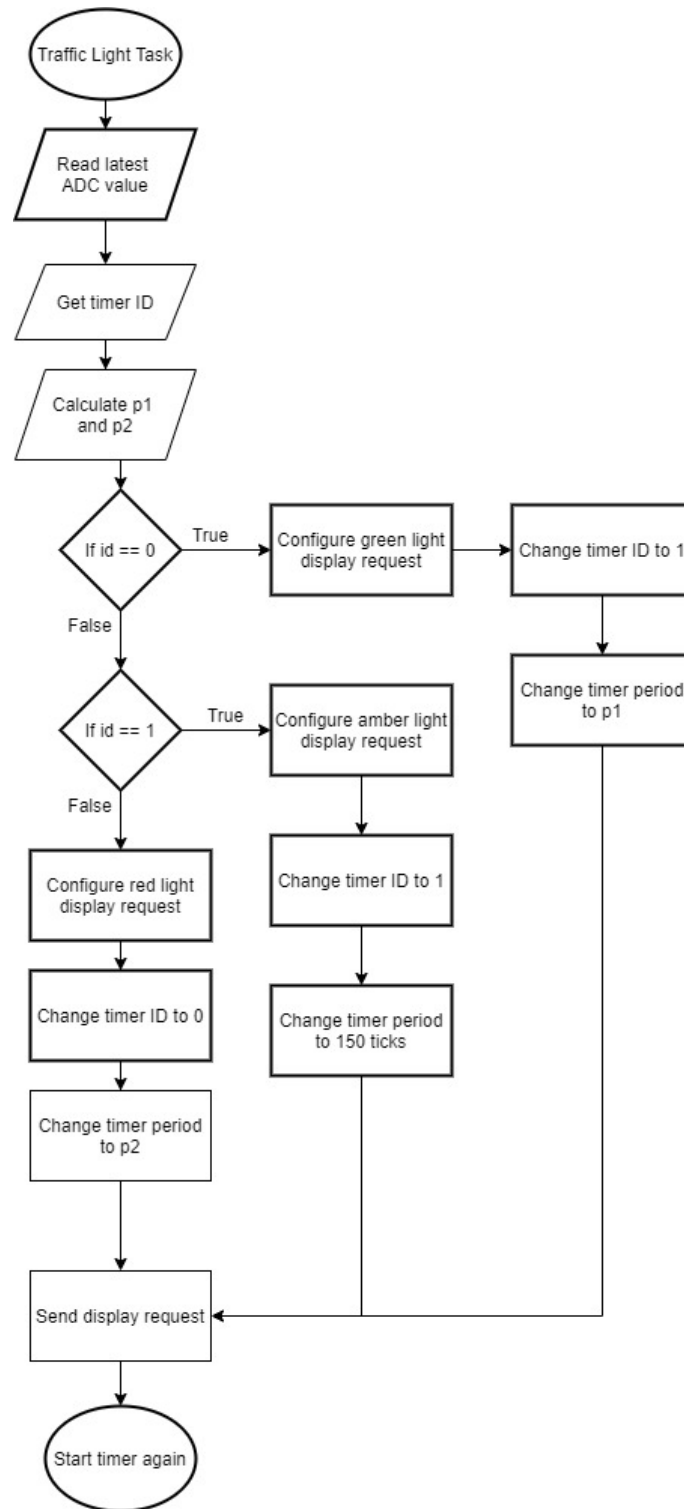 Traffic Light Task
Read latest
ADC value
Get timer ID
Calculate p1
and p2
If id == 0
True
Configure green light
display request
Change timer ID to 1
Change timer period
to p1
False
If id == 1
True
Configure amber light
display request
Change timer ID to 1
Change timer period
to 150 ticks
False
Configure red light
display request
Change timer ID to 0
Change timer period
to p2
Send display request
Start timer again